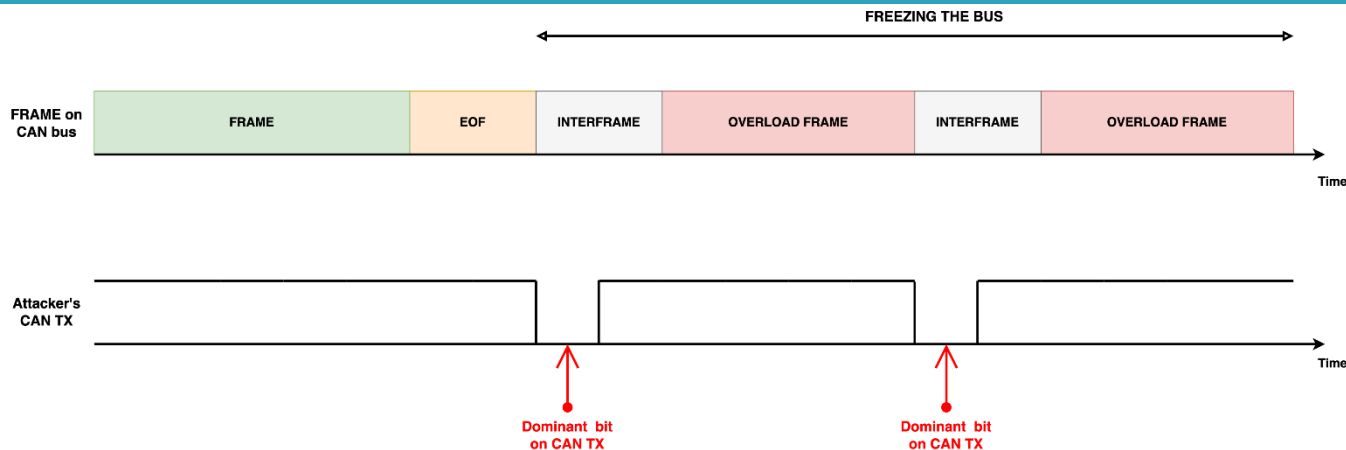 FREEZING THE BUS
FRAME on
CAN bus
FRAME
EOF
INTERFRAME
OVERLOAD FRAME
INTERFRAME
OVERLOAD FRAME
Time
Attacker's
CAN TX
Time
Dominant bit
on CAN TX
Dominant bit
on CAN TX